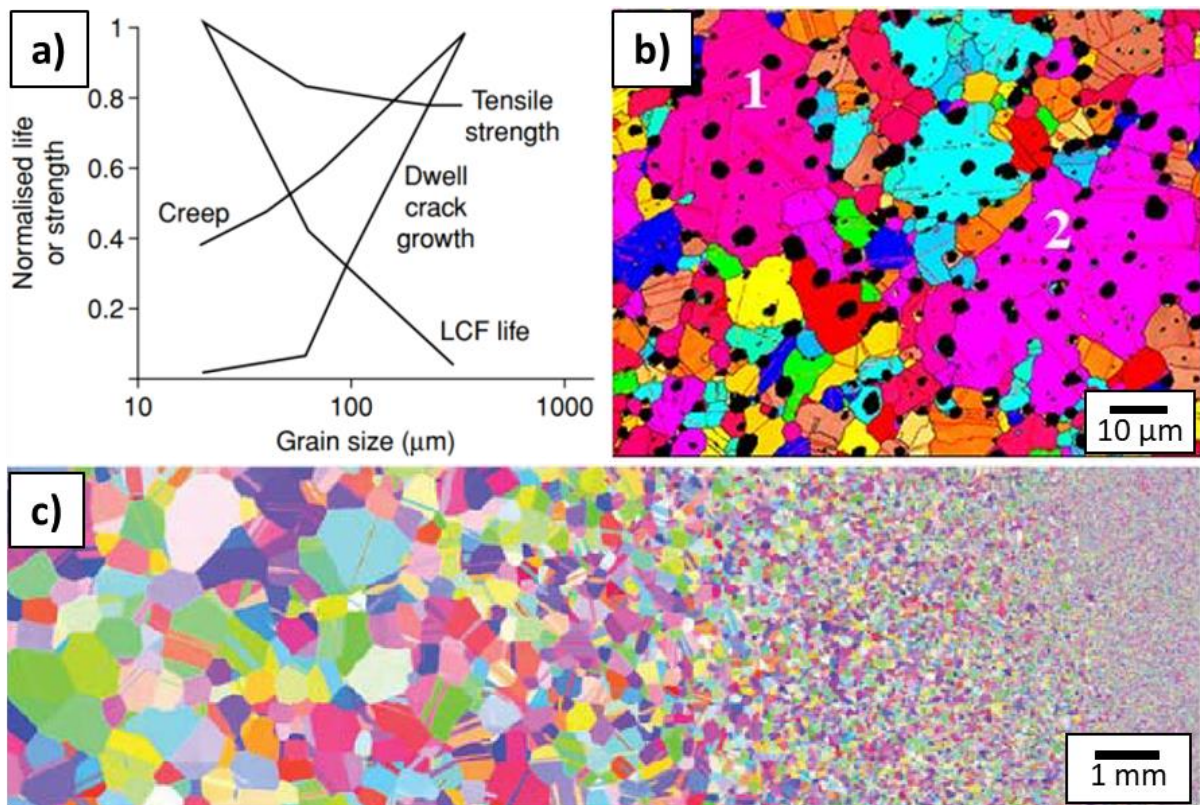 a)
Normalised life
or strength
1
0.8
0.6
0.4
0.2
10
100
1000
Grain size (μm)
Tensile
strength
Creep
Dwell
crack
growth
LCF life
b)
1
2
10 μm
c)
1 mm